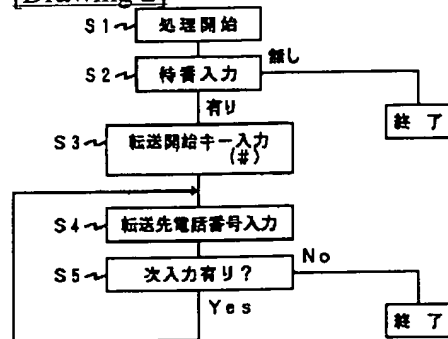 [Drawing 2]
S1 処理開始
S2 特番入力 無し
終了
有り
S3 転送開始キー入力
(#)
S4 転送先電話番号入力
S5 次入力有り? No
Yes
終了